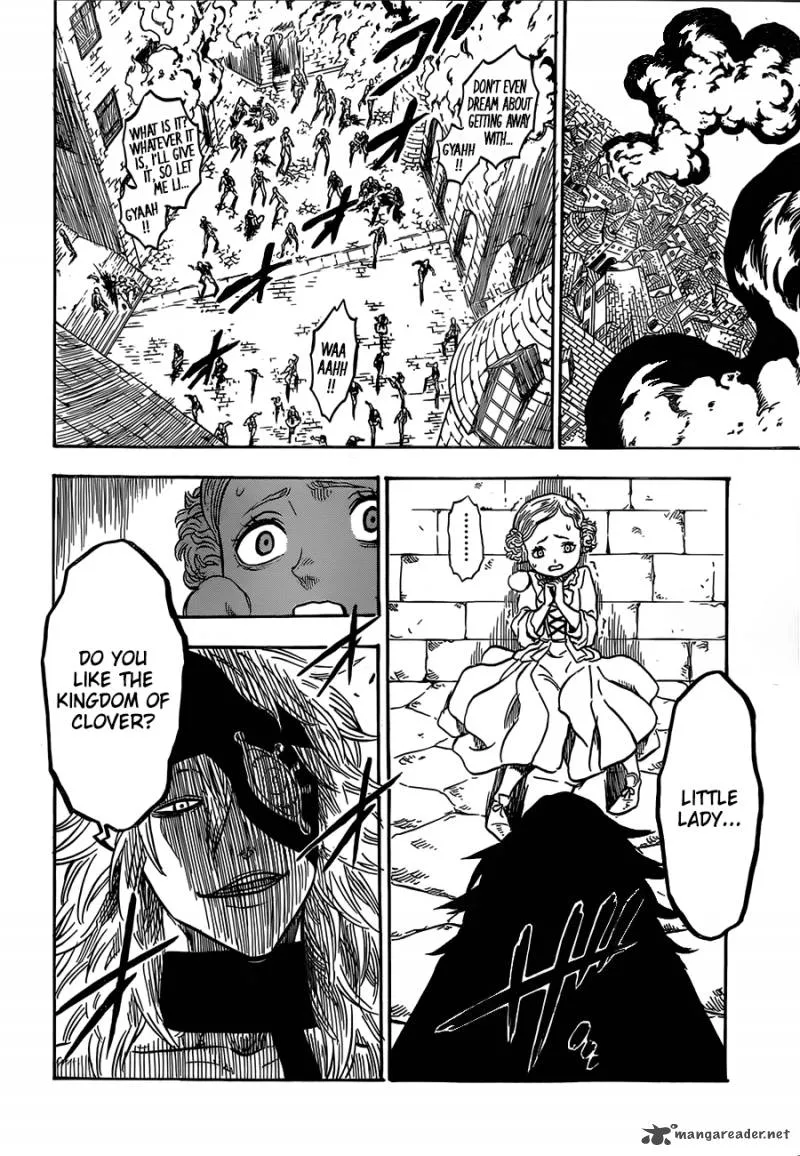 DON'T EVEN
DREAM ABOUT
GETTING AWAY
WITH...
GYAHH
!!
WHAT IS IT?
WHATEVER IT
IS, I'LL GIVE
IT, SO LET
ME LI...
GYAAH
!!
WAA
AAHH
!!
LITTLE
LADY...
DO YOU
LIKE THE
KINGDOM OF
CLOVER?
mangareader.net